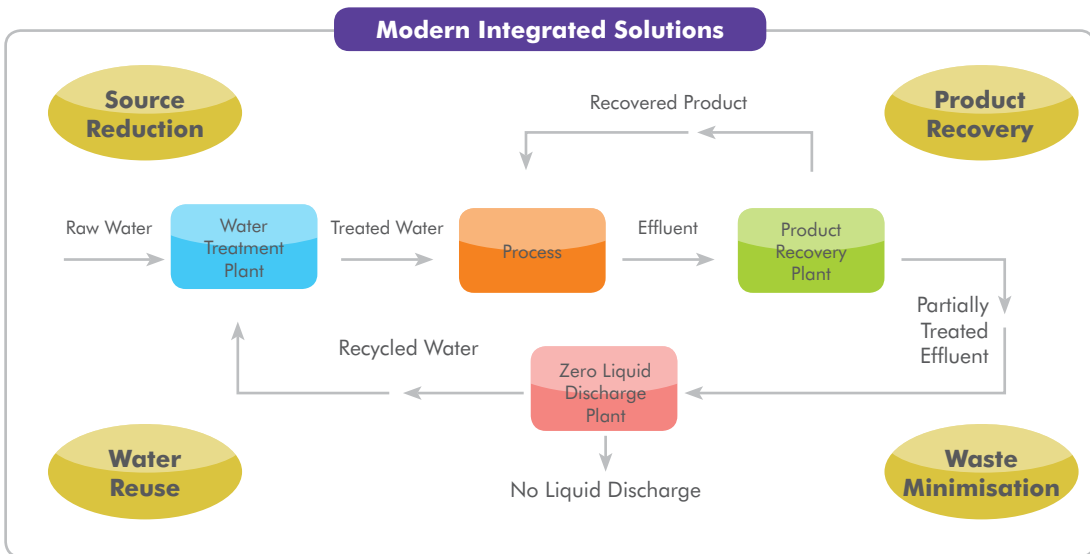 Modern Integrated Solutions
Source
Reduction
Recovered Product
Product
Recovery
Raw Water
Water
Treatment
Plant
Treated Water
Process
Effluent
Product
Recovery
Plant
Partially
Treated
Effluent
Recycled Water
Zero Liquid
Discharge
Plant
Water
Reuse
No Liquid Discharge
Waste
Minimisation